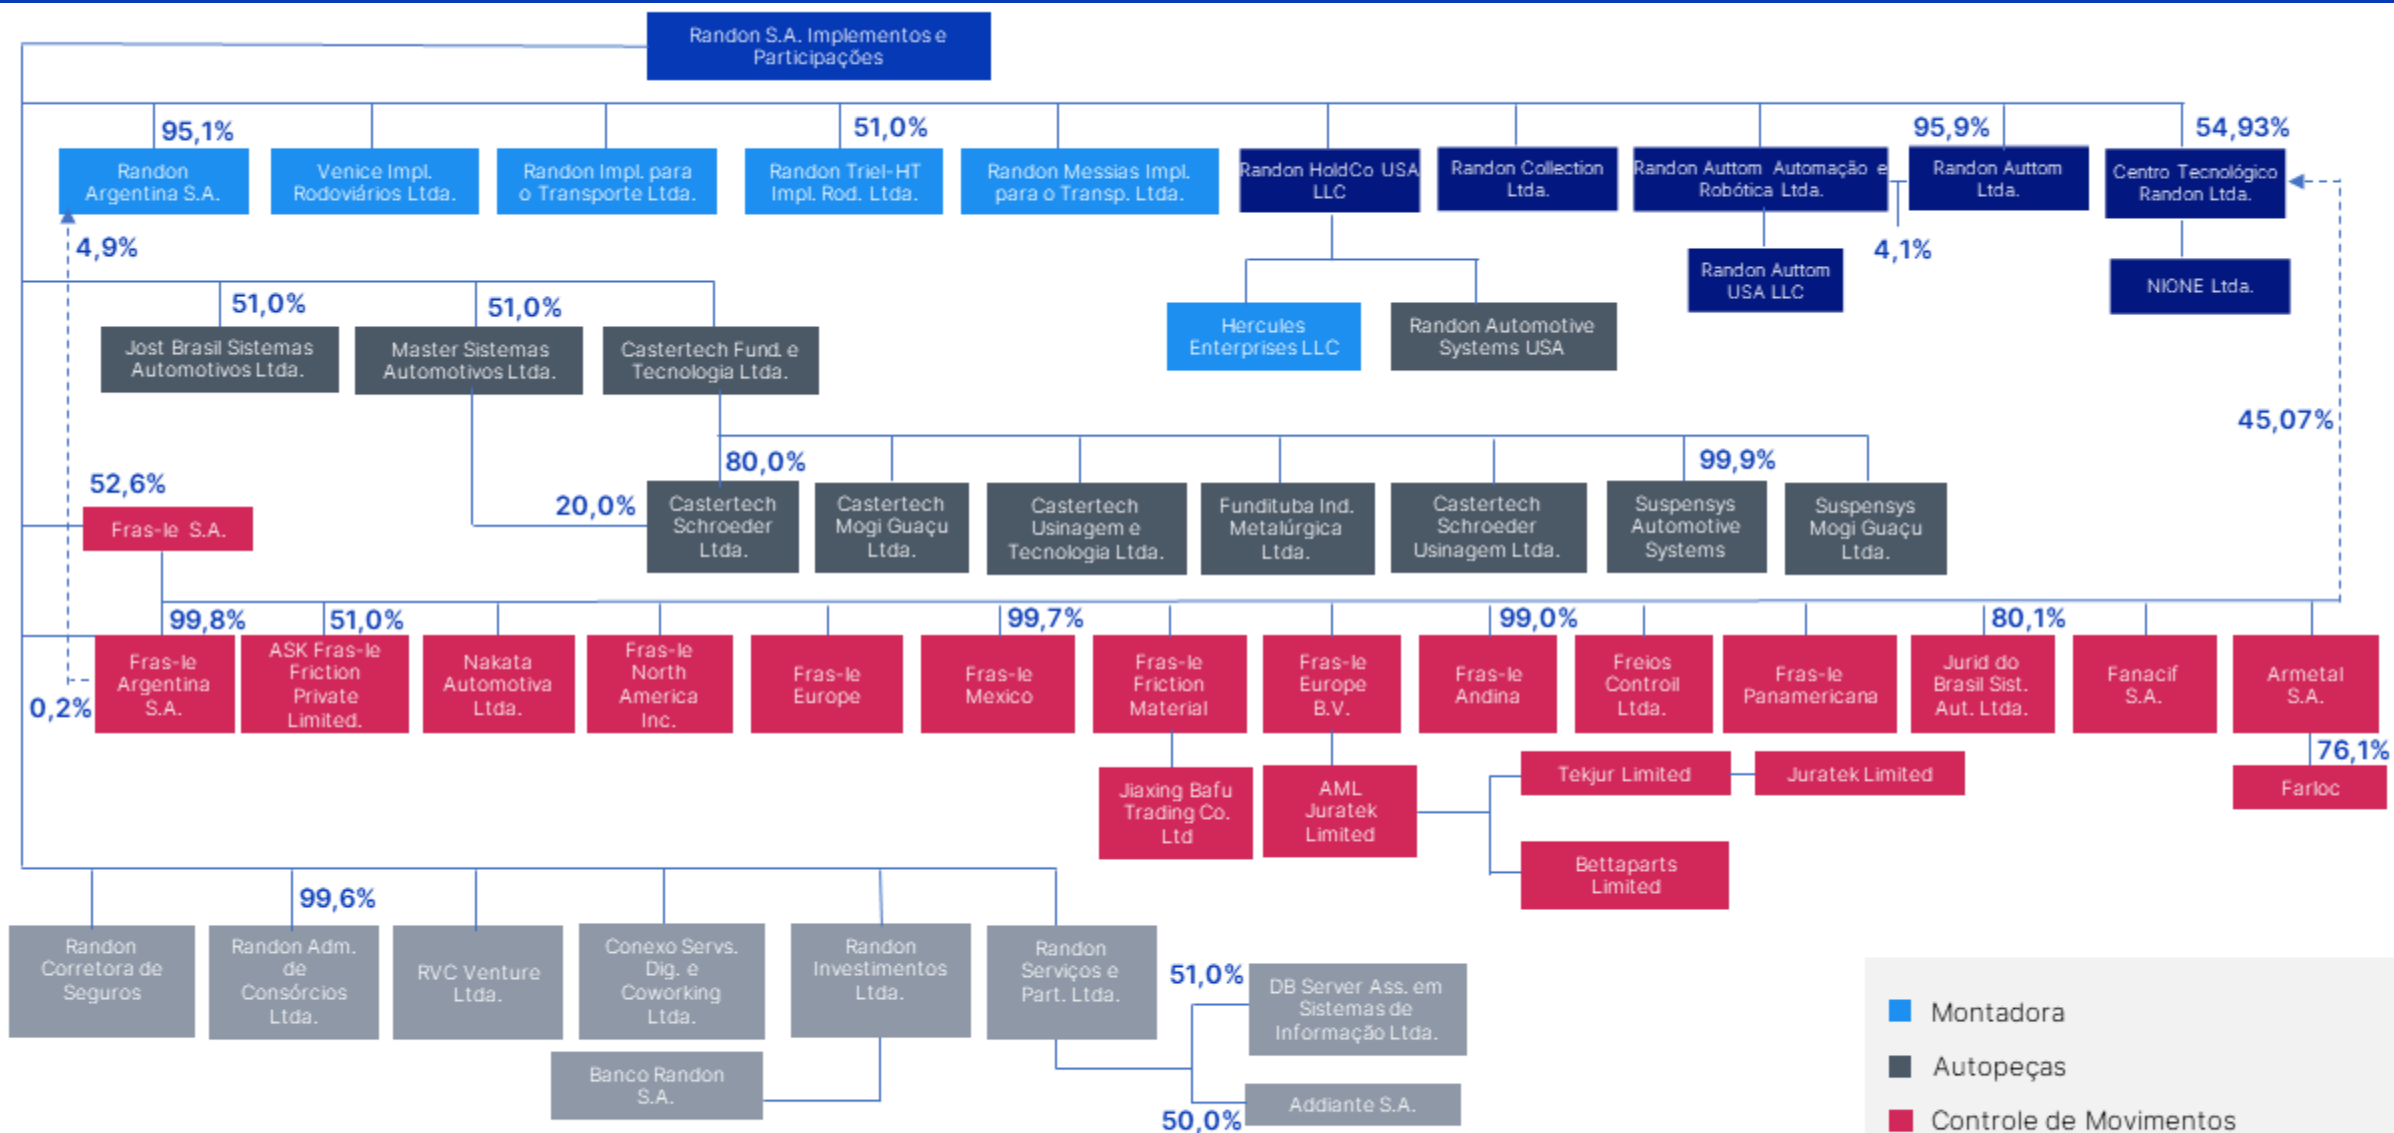 Randon S.A. Implementos e
Participações
95,1%
51,0%
95,9%
54,93%
Randon
Argentina S.A.
Venice Impl.
Rodoviários Ltda.
Randon Impl. para
o Transporte Ltda.
Randon Triel-HT
Impl. Rod. Ltda.
Randon Messias Impl.
para o Transp. Ltda.
Randon HoldCo USA
LLC
Randon Collection
Ltda.
Randon Auttom Automação e
Robótica Ltda.
Randon Auttom
Ltda.
Centro Tecnológico
Randon Ltda.
4,9%
4,1%
Randon Auttom
USA LLC
NIONE Ltda.
51,0%
51,0%
Hercules
Enterprises LLC
Randon Automotive
Systems USA
Jost Brasil Sistemas
Automotivos Ltda.
Master Sistemas
Automotivos Ltda.
Castertech Fund. e
Tecnologia Ltda.
45,07%
80,0%
99,9%
52,6%
20,0%
Fras-le S.A.
Castertech
Schroeder
Ltda.
Castertech
Mogi Guaçu
Ltda.
Castertech
Usinagem e
Tecnologia Ltda.
Fundituba Ind.
Metalúrgica
Ltda.
Castertech
Schroeder
Usinagem Ltda.
Suspensys
Automotive
Systems
Suspensys
Mogi Guaçu
Ltda.
99,8%
51,0%
99,7%
99,0%
80,1%
0,2%
Fras-le
Argentina
S.A.
ASK Fras-le
Friction
Private
Limited.
Nakata
Automotiva
Ltda.
Fras-le
North
America
Inc.
Fras-le
Europe
Fras-le
Mexico
Fras-le
Friction
Material
Fras-le
Europe
B.V.
Fras-le
Andina
Freios
Controil
Ltda.
Fras-le
Panamericana
Jurid do
Brasil Sist.
Aut. Ltda.
Fanacif
S.A.
Armetal
S.A.
76,1%
Jiaxing Bafu
Trading Co.
Ltd
AML
Juratek
Limited
Tekjur Limited
Juratek Limited
Farloc
Bettaparts
Limited
99,6%
Randon
Corretora de
Seguros
Randon Adm.
de
Consórcios
Ltda.
RVC Venture
Ltda.
Conexo Servs.
Dig. e
Coworking
Ltda.
Randon
Investimentos
Ltda.
Randon
Serviços e
Part. Ltda.
51,0%
DB Server Ass. em
Sistemas de
Informação Ltda.
Banco Randon
S.A.
50,0%
Addiante S.A.
Montadora
Autopeças
Controle de Movimentos